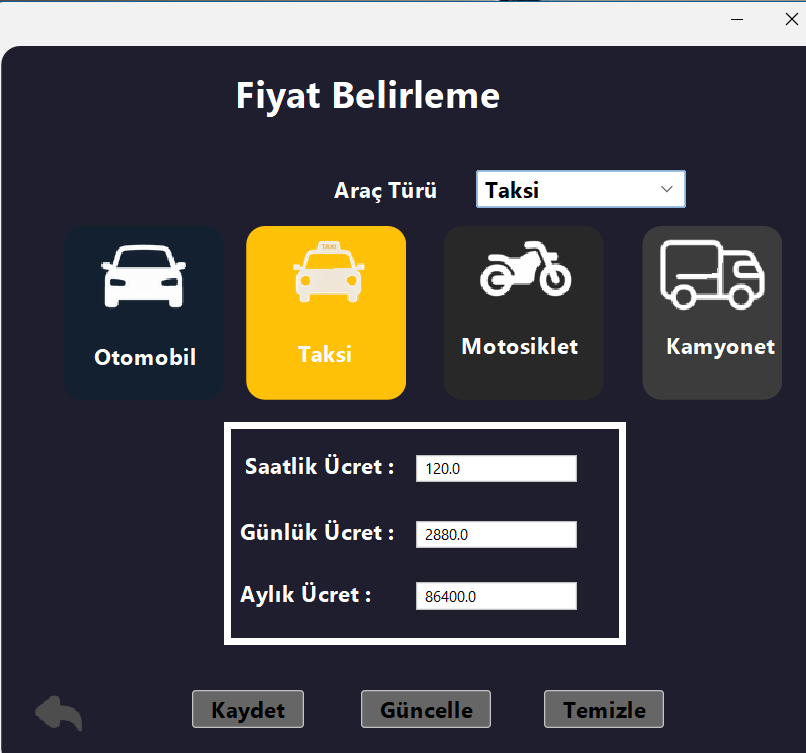 Fiyat Belirleme
Araç Türü
Taksi
TAXI
Otomobil
Taksi
Motosiklet
Kamyonet
Saatlik Ücret :
120.0
Günlük Ücret :
2880.0
Aylık Ücret :
86400.0
Kaydet
Güncelle
Temizle